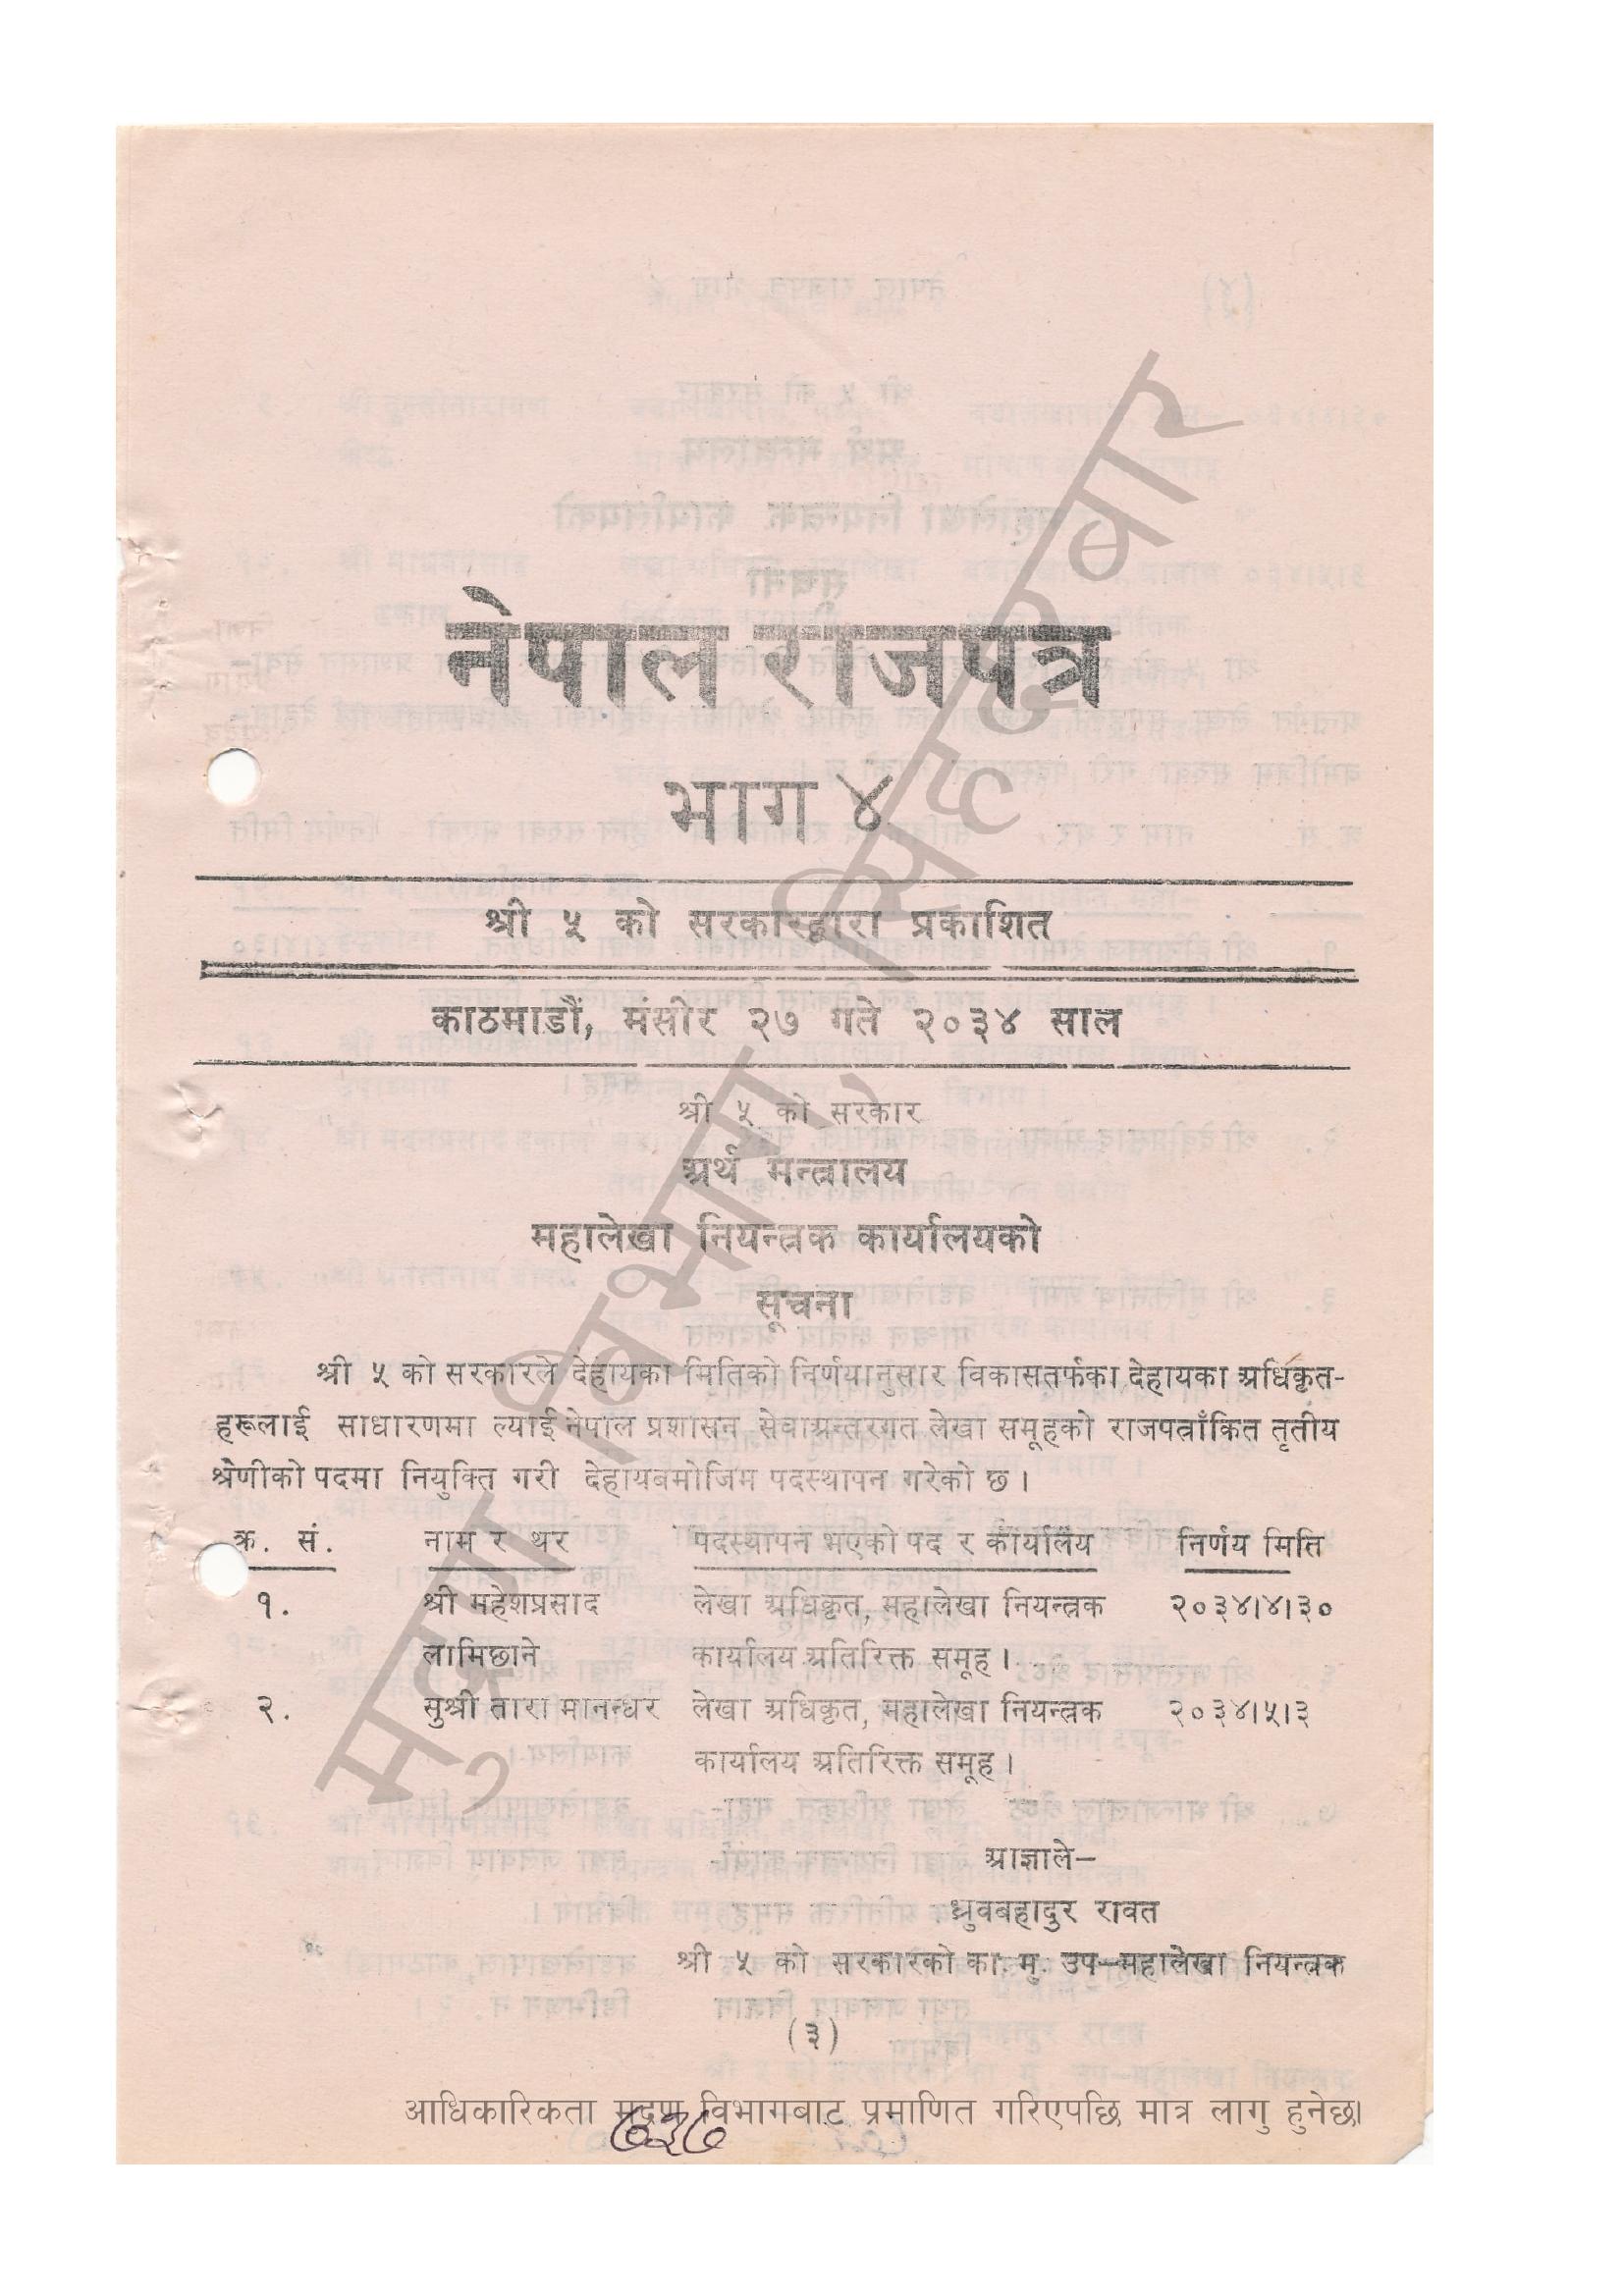 नेपाल राजपत्र
भाग ४
श्री ५ को सरकारद्वारा प्रकाशित
काठमाडौं, मंसीर २७ गते २०३४ साल
श्री ५ को सरकार
अर्थ मन्त्रालय
महालेखा नियन्त्रक कार्यालयको
सूचना
श्री ५ को सरकारले देहायका मितिको निर्णयानुसार विकासतर्फका देहायका अधिकृत-
हरूलाई साधारणमा ल्याई नेपाल प्रशासन सेवाअन्तरगत लेखा समूहको राजपत्राँकित तृतीय
श्रेणीको पदमा नियुक्ति गरी देहायबमोजिम पदस्थापन गरेको छ ।
क्र. सं. नाम र थर पदस्थापन भएको पद र कार्यालय निर्णय मिति
१. श्री महेशप्रसाद लेखा अधिकृत, महालेखा नियन्त्रक २०३४।४।३०
लामिछाने कार्यालय अतिरिक्त समूह ।
२. सुश्री तारा मानन्धर लेखा अधिकृत, महालेखा नियन्त्रक २०३४।५।३
कार्यालय अतिरिक्त समूह ।
आज्ञाले–
ध्रुवबहादुर रावत
श्री ५ को सरकारको का. मु. उप–महालेखा नियन्त्रक
(३)
आधिकारिकता मुद्रण विभागबाट प्रमाणित गरिएपछि मात्र लागु हुनेछ।
७३७
मुद्रण विभाग, सिंहदरबार